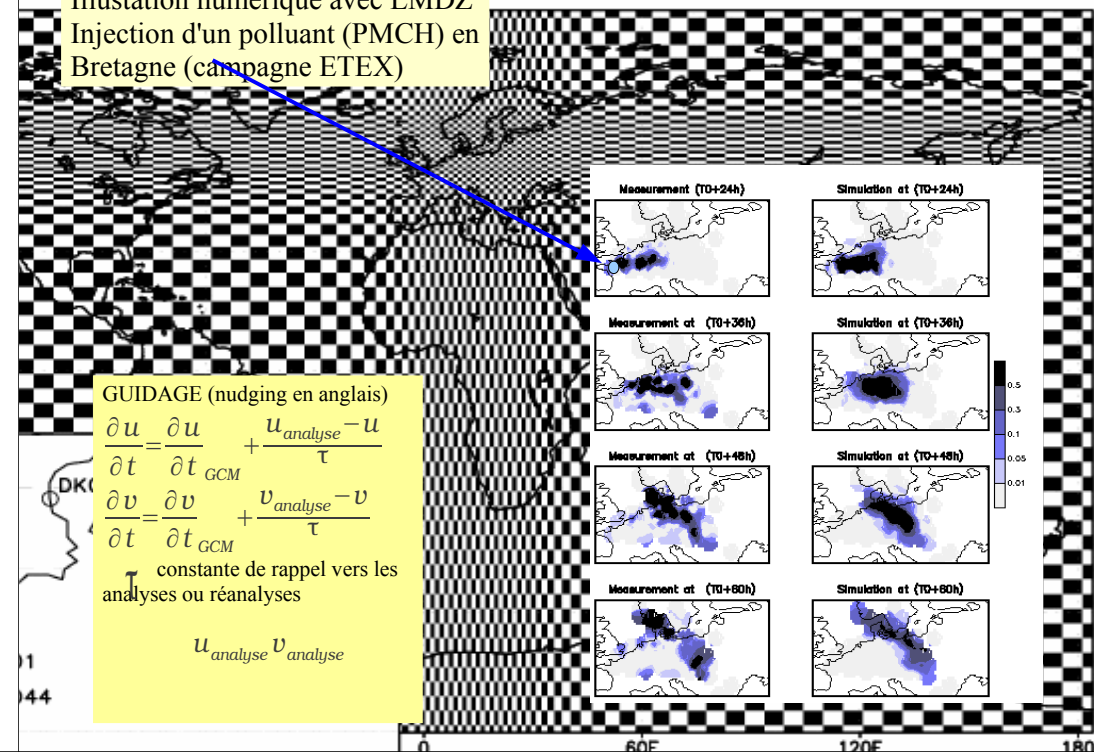 Illustation numérique avec LMDZ
Injection d'un polluant (PMCH) en
Bretagne (campagne ETEX)
Measurement (T0+24h)
Simulation at (T0+24h)
Measurement at (T0+36h)
Simulation at (T0+36h)
0.5
0.3
0.1
0.05
0.01
Measurement at (T0+48h)
Simulation at (T0+48h)
Measurement at (T0+60h)
Simulation at (T0+60h)
GUIDAGE (nudging en anglais)
∂u/∂t = ∂u/∂t GCM + (u analyse − u)/τ
∂v/∂t = ∂v/∂t GCM + (v analyse − v)/τ
τ constante de rappel vers les
analyses ou réanalyses
u analyse v analyse
01
044
0 60E 120E 180